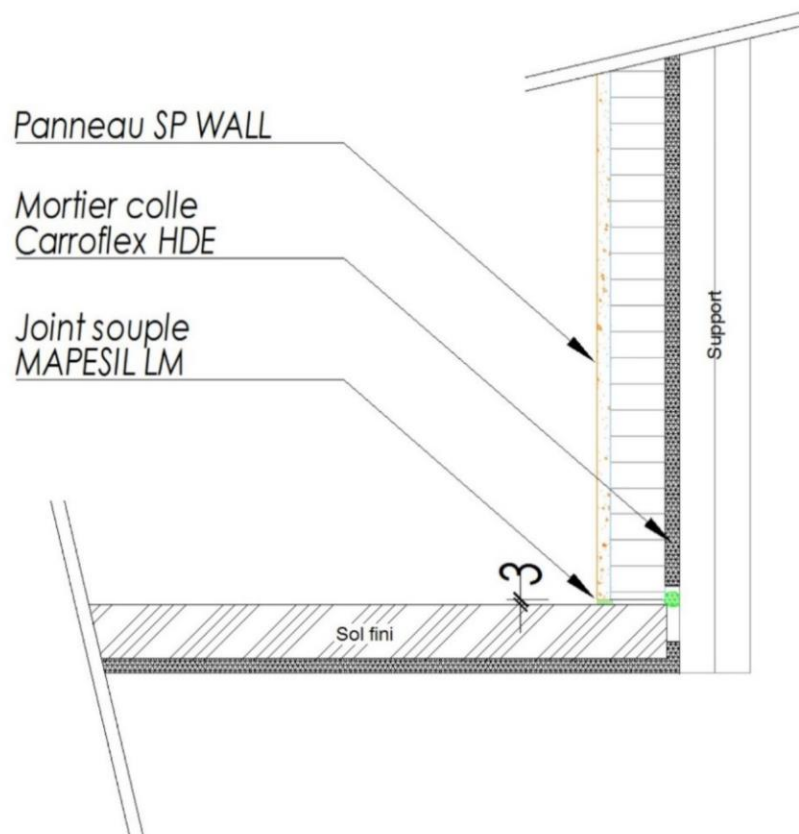 Panneau SP WALL
Mortier colle
Carroflex HDE
Joint souple
MAPESIL LM
Support
3
Sol fini